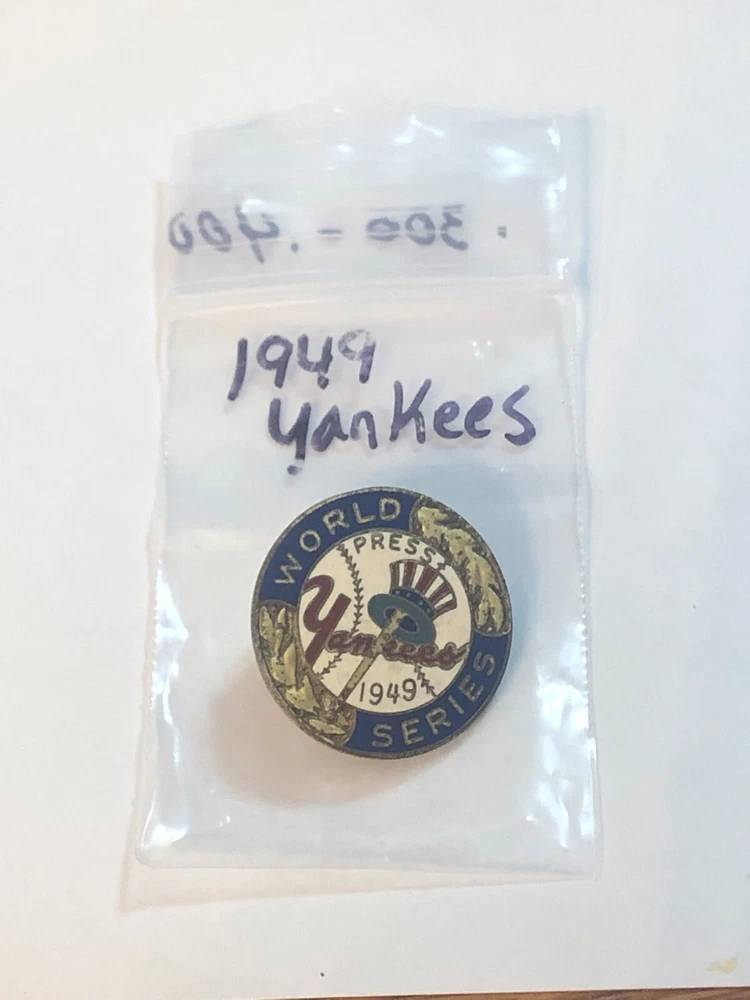 .300 - .400
1949
Yankees
WORLD
PRESS
Yankees
1949
SERIES